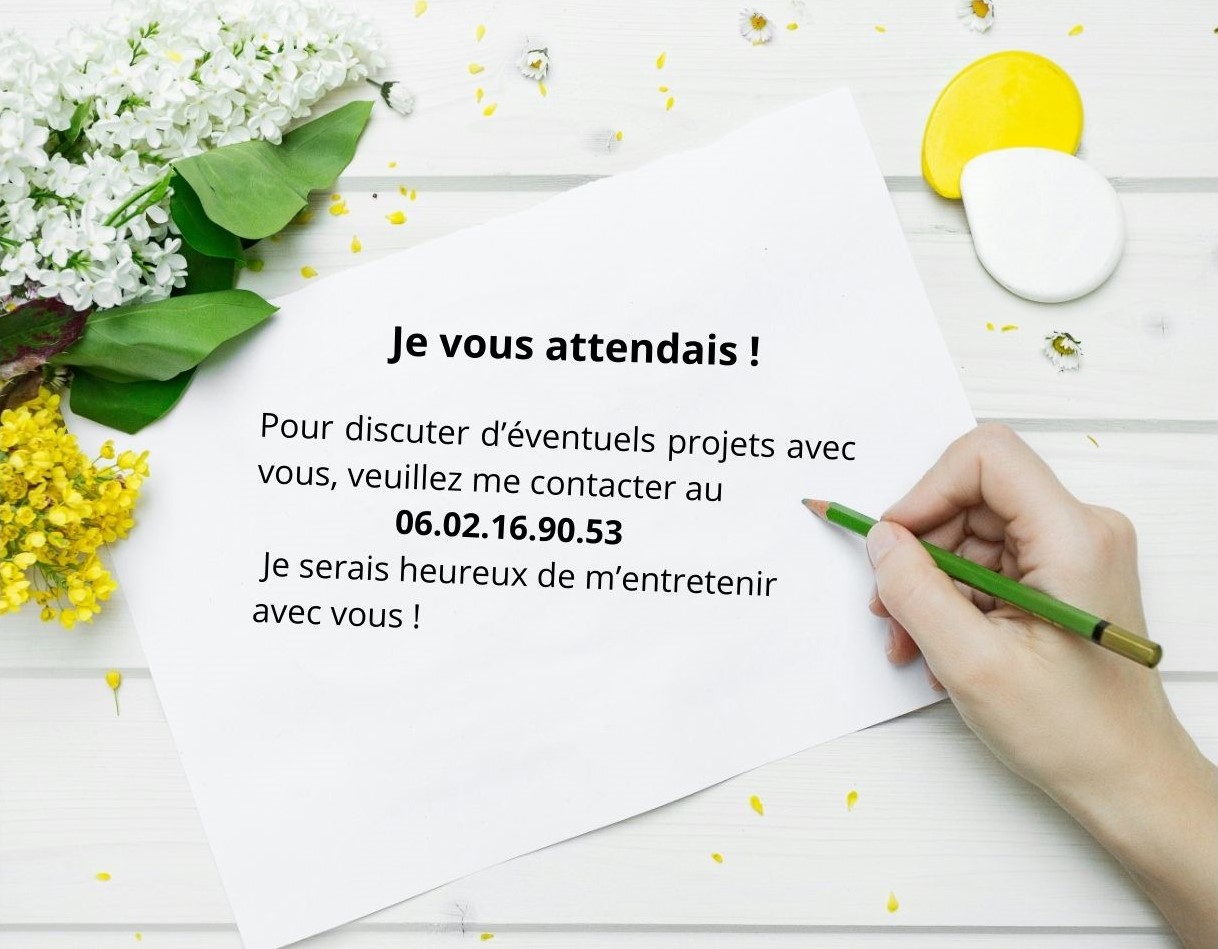 Je vous attendais !
Pour discuter d’éventuels projets avec
vous, veuillez me contacter au
06.02.16.90.53
Je serais heureux de m’entretenir
avec vous !